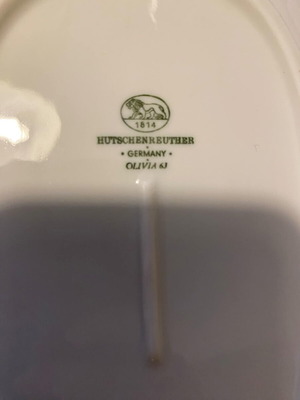 1814
HUTSCHENREUTHER
• GERMANY •
OLIVIA 63